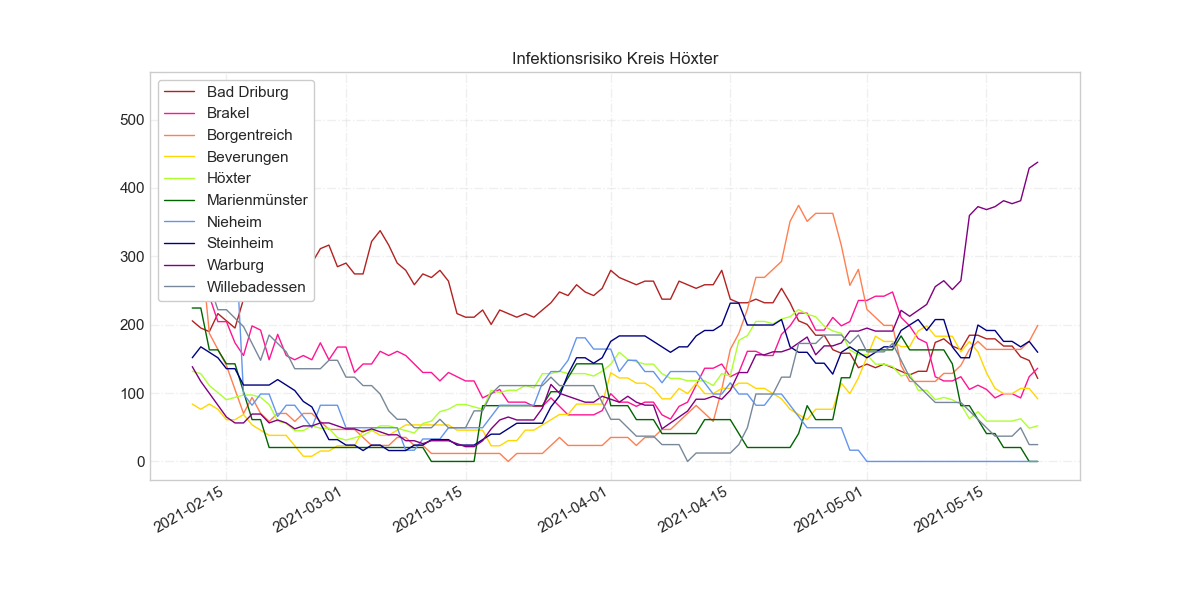 Infektionsrisiko Kreis Höxter
500
400
300
200
100
0
Bad Driburg
Brakel
Borgentreich
Beverungen
Höxter
Marienmünster
Nieheim
Steinheim
Warburg
Willebadessen
2021-02-15
2021-03-01
2021-03-15
2021-04-01
2021-04-15
2021-05-01
2021-05-15